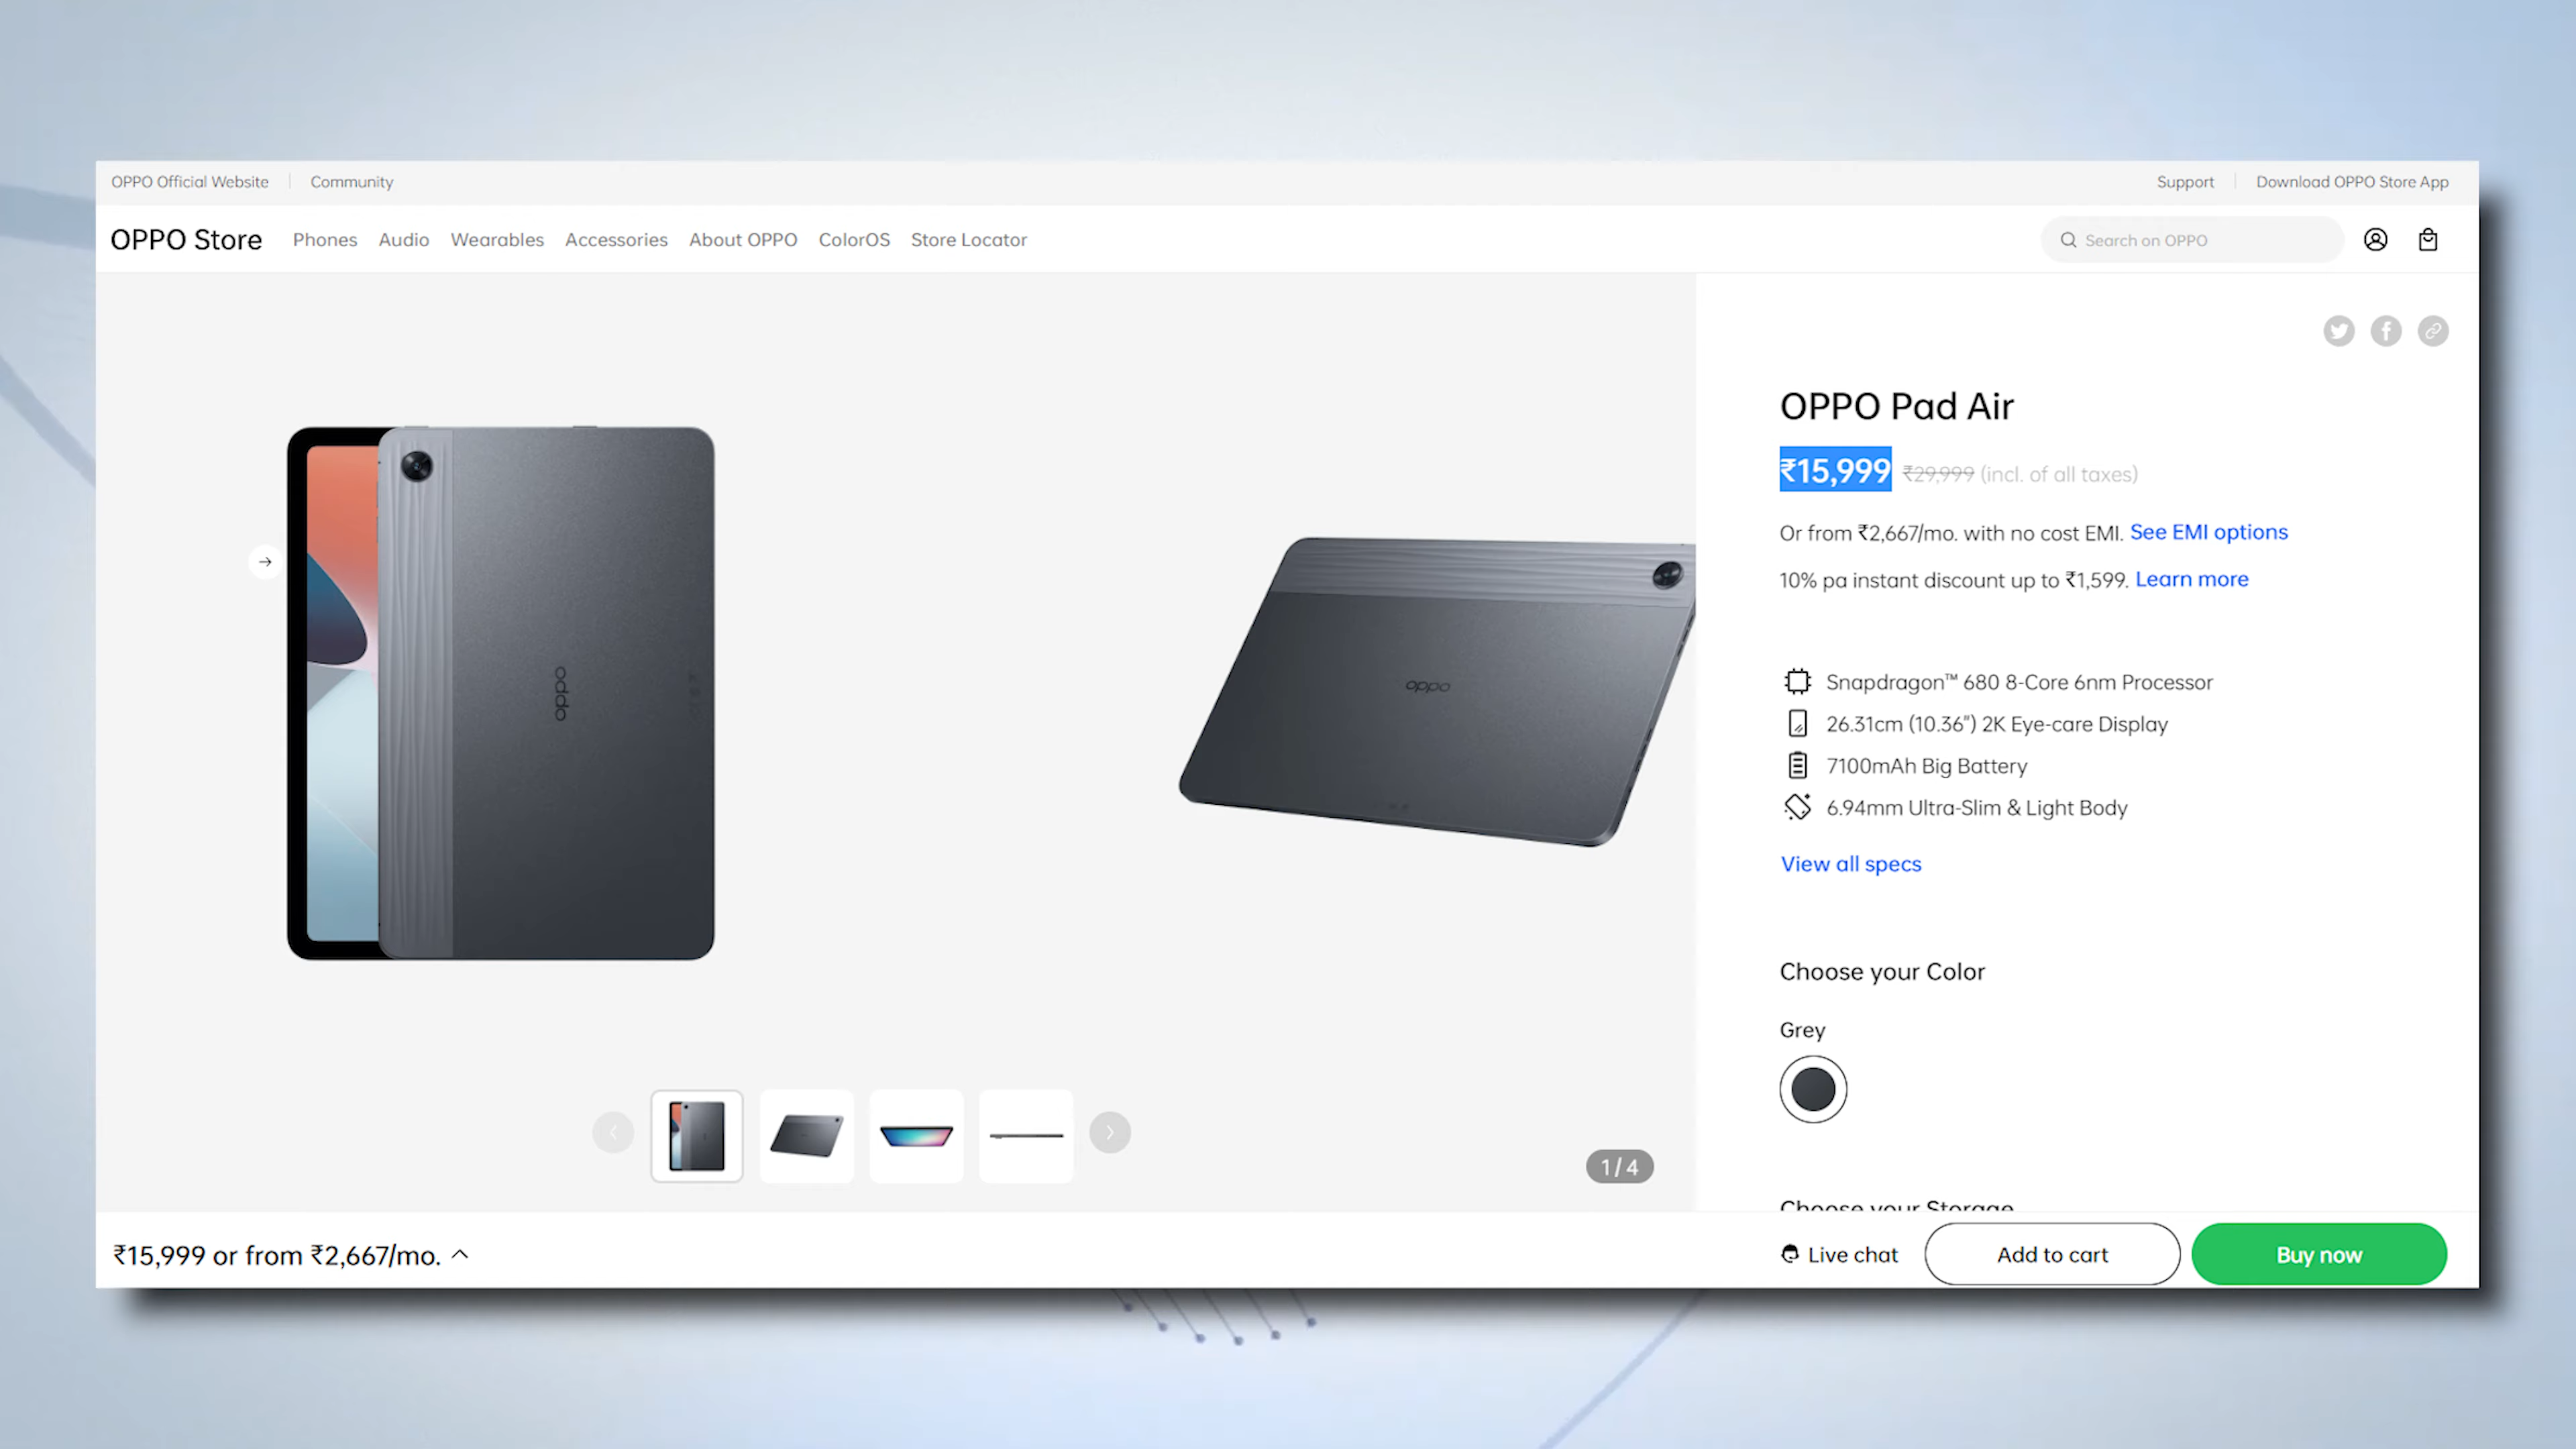 OPPO Official Website
Community
Support
Download OPPO Store App
OPPO Store
Phones
Audio
Wearables
Accessories
About OPPO
ColorOS
Store Locator
Search on OPPO
OPPO Pad Air
₹15,999 ₹29,999 (incl. of all taxes)
Or from ₹2,667/mo. with no cost EMI. See EMI options
10% pa instant discount up to ₹1,599. Learn more
oppo
oppo
Snapdragon™ 680 8-Core 6nm Processor
26.31cm (10.36") 2K Eye-care Display
7100mAh Big Battery
6.94mm Ultra-Slim & Light Body
View all specs
Choose your Color
Grey
1/4
Choose your Storage
₹15,999 or from ₹2,667/mo.
Live chat
Add to cart
Buy now